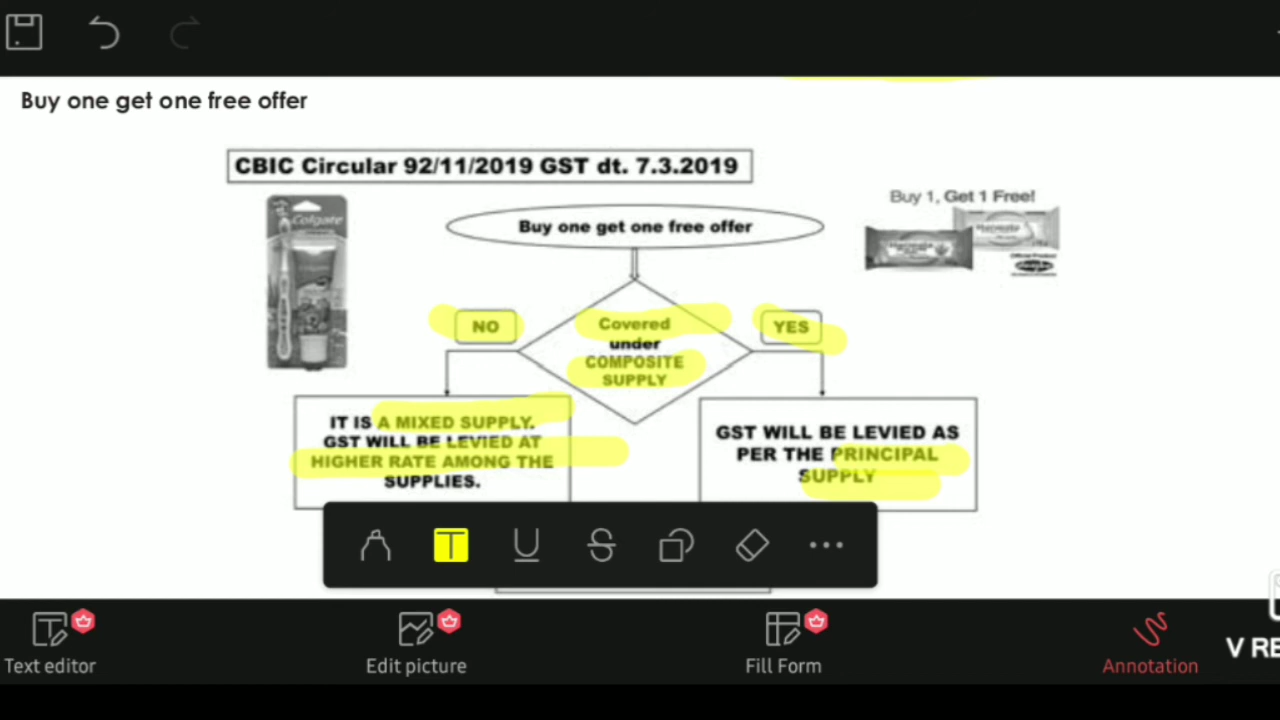 Buy one get one free offer
CBIC Circular 92/11/2019 GST dt. 7.3.2019
Colgate
Buy 1, Get 1 Free!
Buy one get one free offer
NO
Covered
under
COMPOSITE
SUPPLY
YES
IT IS A MIXED SUPPLY.
GST WILL BE LEVIED AT
HIGHER RATE AMONG THE
SUPPLIES.
GST WILL BE LEVIED AS
PER THE PRINCIPAL
SUPPLY
Text editor
Edit picture
Fill Form
Annotation
V RE